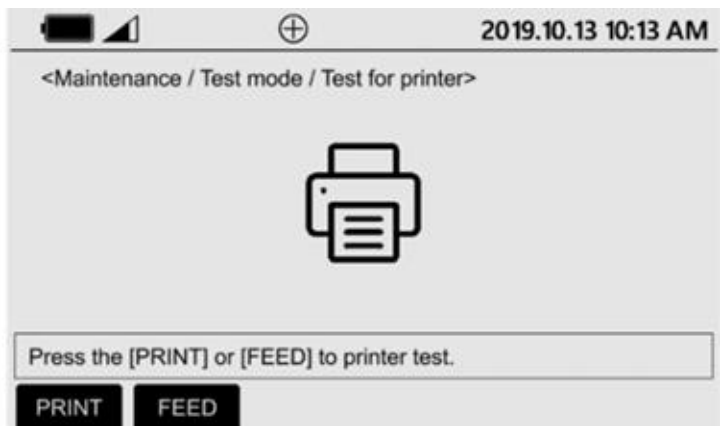 2019.10.13 10:13 AM
<Maintenance / Test mode / Test for printer>
Press the [PRINT] or [FEED] to printer test.
PRINT FEED